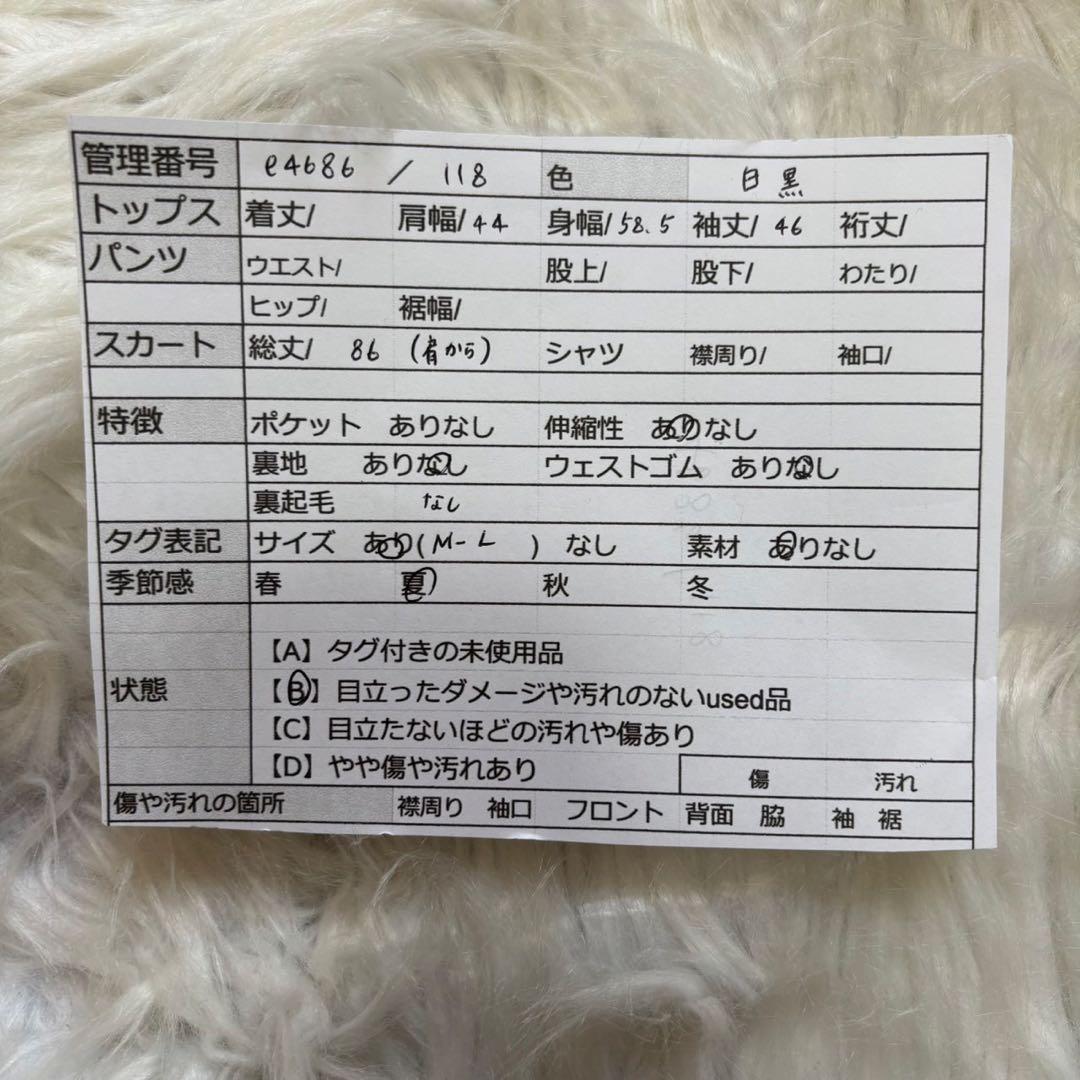 管理番号 e4686 / 118 色 白 黒
トップス 着丈/ 肩幅/ 44 身幅/ 58.5 袖丈/ 46 裄丈/
パンツ ウエスト/ 股上/ 股下/ わたり/
ヒップ/ 裾幅/
スカート 総丈/ 86 (肩から) シャツ 襟周り/ 袖口/
特徴 ポケット ありなし 伸縮性 ありなし
裏地 ありなし ウェストゴム ありなし
裏起毛 なし
タグ表記 サイズ あり( M-L ) なし 素材 ありなし
季節感 春 夏 秋 冬
【A】タグ付きの未使用品
状態 【B】目立ったダメージや汚れのないused品
【C】目立たないほどの汚れや傷あり
【D】やや傷や汚れあり 傷 汚れ
傷や汚れの箇所 襟周り 袖口 フロント 背面 脇 袖 裾